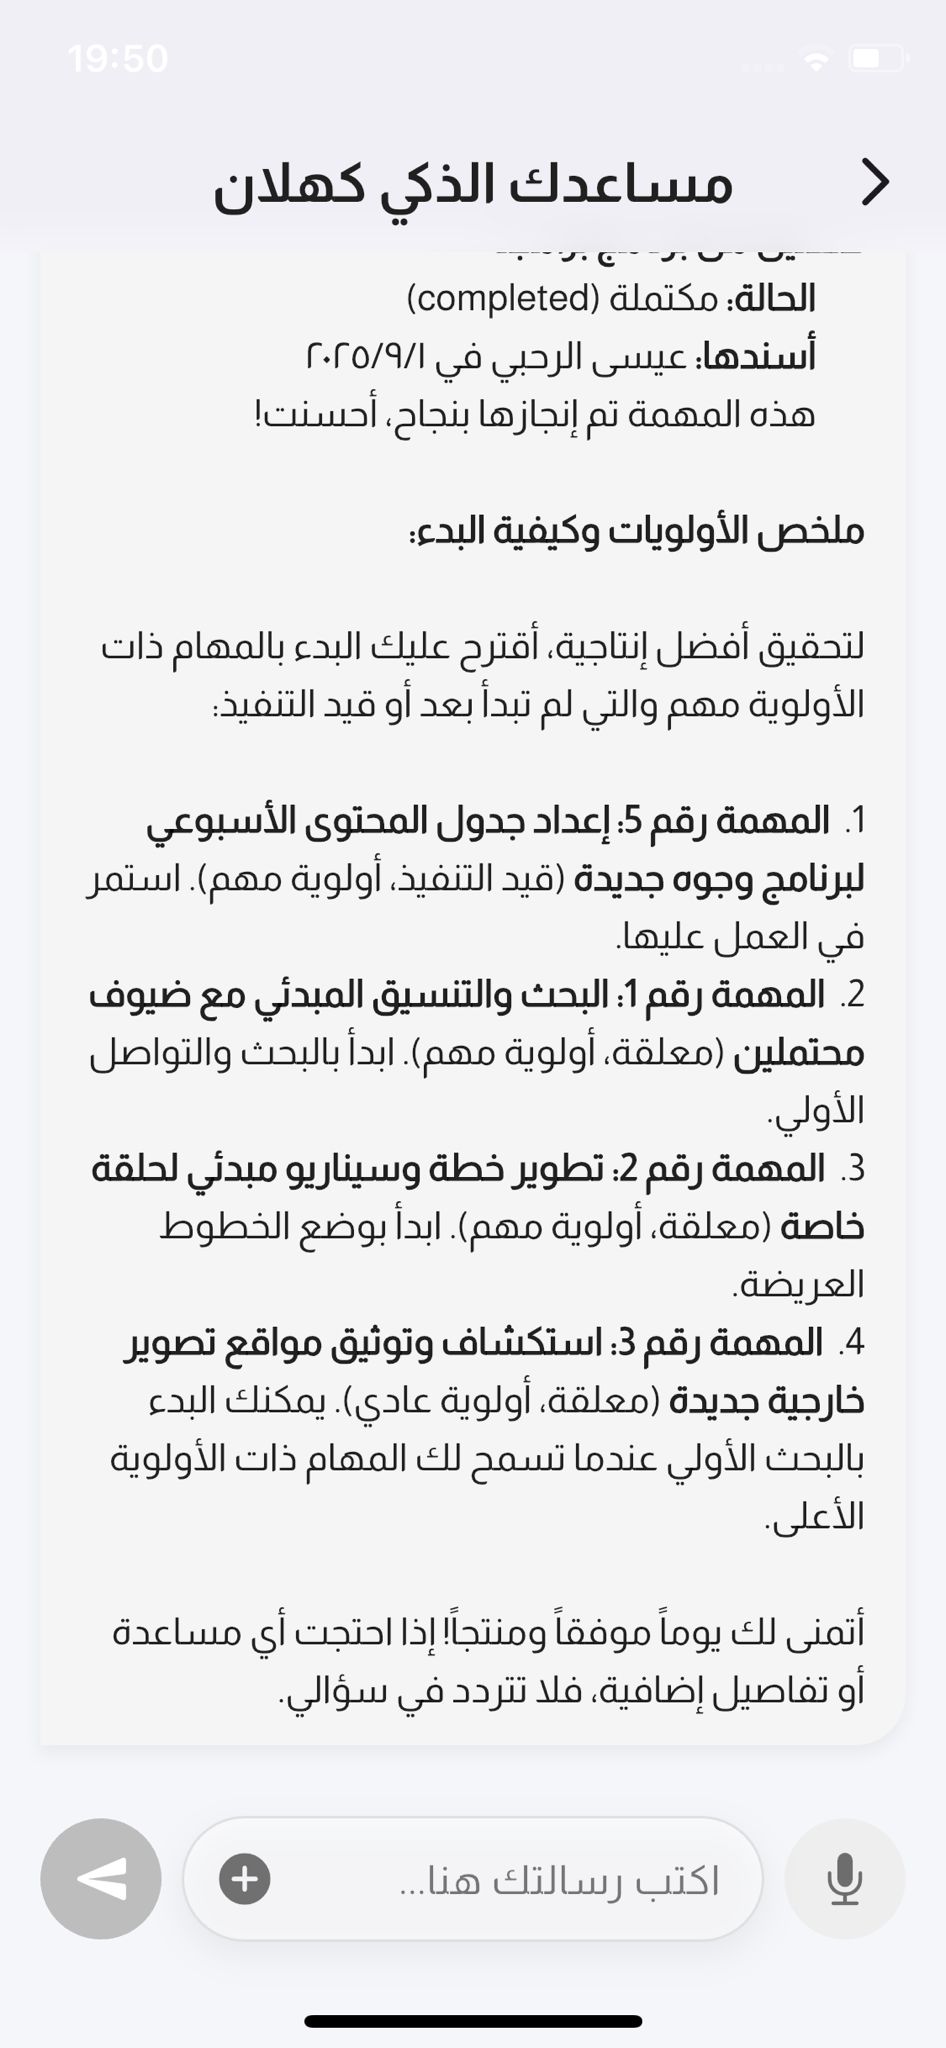 19:50
مساعدك الذكي كهلان
الحالة: مكتملة (completed)
أسندها: عيسى الرحبي في ٢٠٢٥/٩/١
هذه المهمة تم إنجازها بنجاح، أحسنت!
ملخص الأولويات وكيفية البدء:
لتحقيق أفضل إنتاجية، أقترح عليك البدء بالمهام ذات
الأولوية مهم والتي لم تبدأ بعد أو قيد التنفيذ:
1. المهمة رقم 5: إعداد جدول المحتوى الأسبوعي
لبرنامج وجوه جديدة (قيد التنفيذ، أولوية مهم). استمر
في العمل عليها.
2. المهمة رقم 1: البحث والتنسيق المبدئي مع ضيوف
محتملين (معلقة، أولوية مهم). ابدأ بالبحث والتواصل
الأولي.
3. المهمة رقم 2: تطوير خطة وسيناريو مبدئي لحلقة
خاصة (معلقة، أولوية مهم). ابدأ بوضع الخطوط
العريضة.
4. المهمة رقم 3: استكشاف وتوثيق مواقع تصوير
خارجية جديدة (معلقة، أولوية عادي). يمكنك البدء
بالبحث الأولي عندما تسمح لك المهام ذات الأولوية
الأعلى.
أتمنى لك يوماً موفقاً ومنتجاً! إذا احتجت أي مساعدة
أو تفاصيل إضافية، فلا تتردد في سؤالي.
اكتب رسالتك هنا...